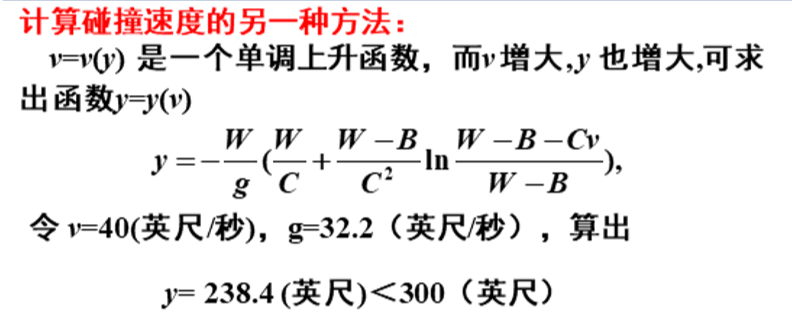 计算碰撞速度的另一种方法：
v=v(y) 是一个单调上升函数，而v增大,y 也增大,可求
出函数y=y(v)
y = −\frac{W}{g}(\frac{W}{C} + \frac{W − B}{C^2} \ln \frac{W − B − Cv}{W − B}),
令 v=40(英尺/秒)，g=32.2（英尺/秒），算出
y= 238.4 (英尺)＜300（英尺）